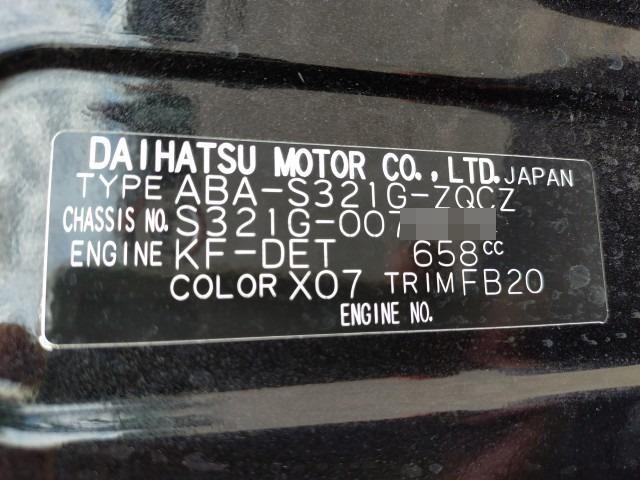 DAIHATSU MOTOR CO., LTD. JAPAN
TYPE ABA-S321G-ZQCZ
CHASSIS NO. S321G-007
ENGINE KF-DET 658cc
COLOR X07 TRIM FB20
ENGINE NO.